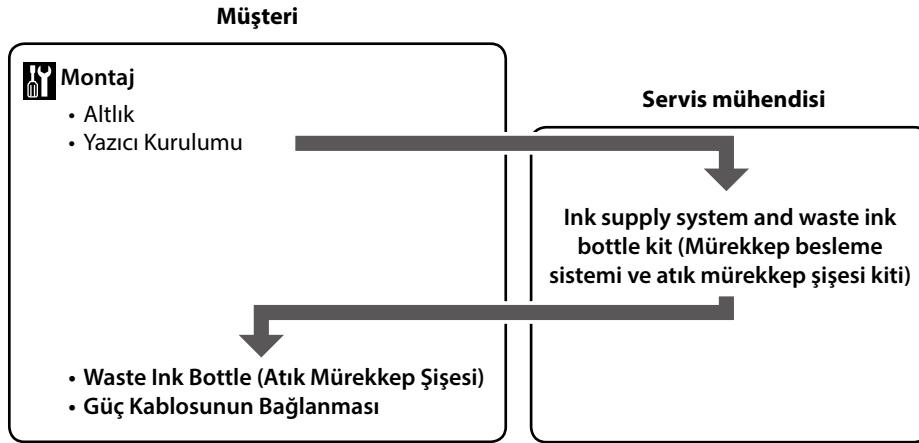 Müşteri
Montaj
• Altlık
• Yazıcı Kurulumu
Servis mühendisi
Ink supply system and waste ink
bottle kit (Mürekkep besleme
sistemi ve atık mürekkep şişesi kiti)
• Waste Ink Bottle (Atık Mürekkep Şişesi)
• Güç Kablosunun Bağlanması